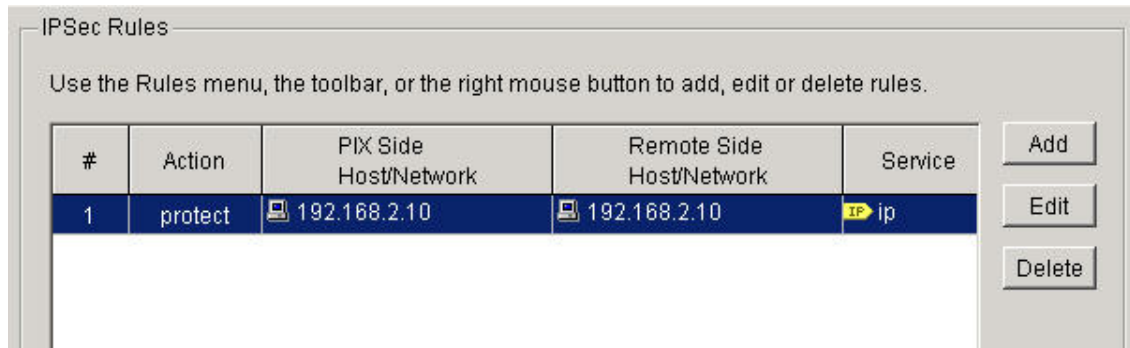 IPSec Rules
Use the Rules menu, the toolbar, or the right mouse button to add, edit or delete rules.
# Action PIX Side Host/Network Remote Side Host/Network Service
1 protect 192.168.2.10 192.168.2.10 IP ip
Add
Edit
Delete